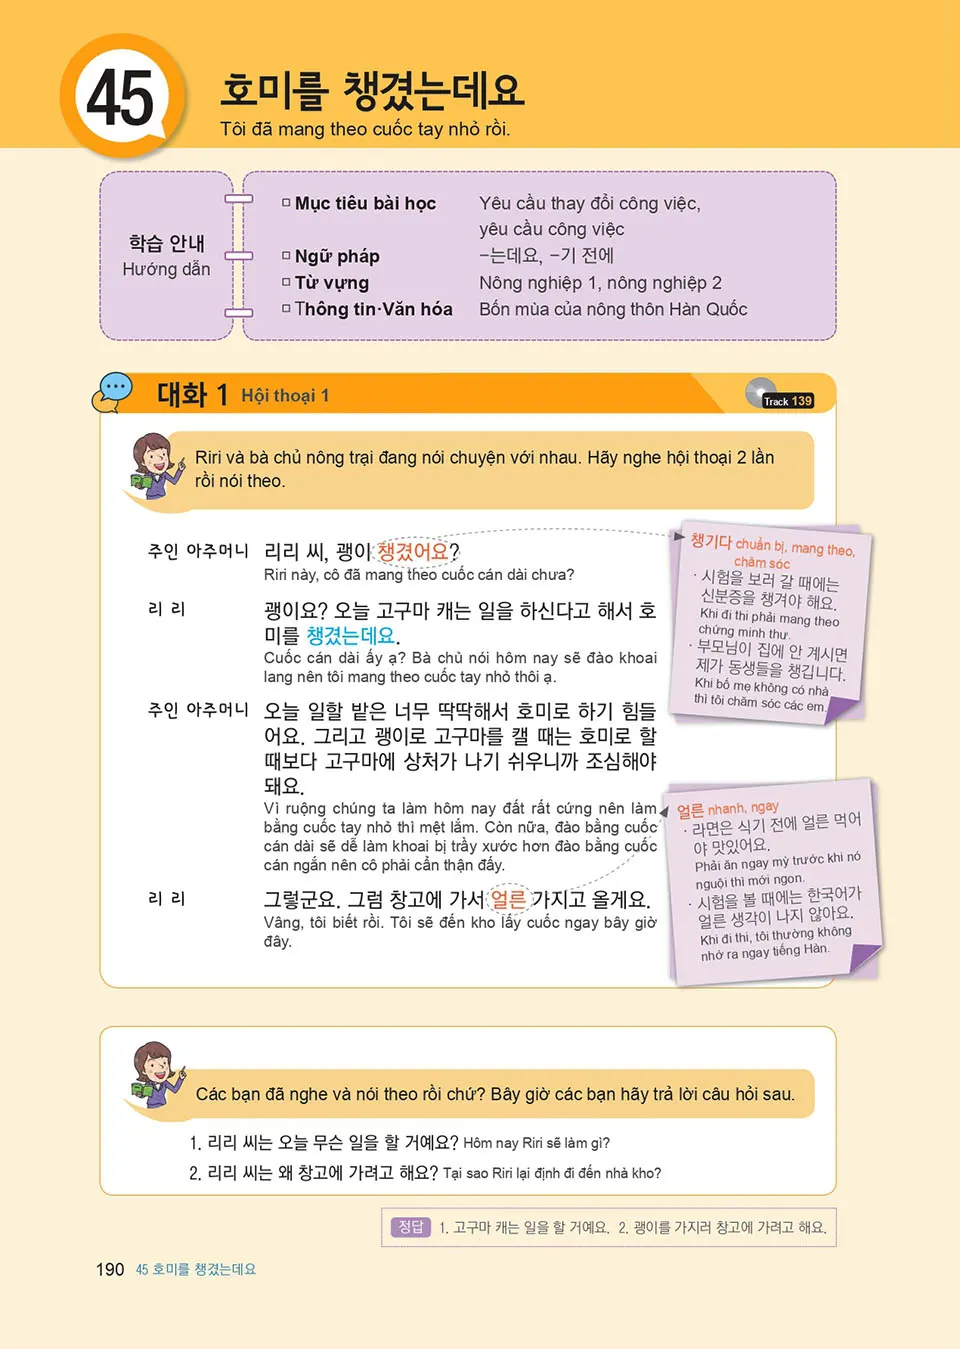 45
호미를 챙겼는데요
Tôi đã mang theo cuốc tay nhỏ rồi.
학습 안내
Hướng dẫn
□ Mục tiêu bài học Yêu cầu thay đổi công việc,
yêu cầu công việc
□ Ngữ pháp -는데요, -기 전에
□ Từ vựng Nông nghiệp 1, nông nghiệp 2
□ Thông tin·Văn hóa Bốn mùa của nông thôn Hàn Quốc
대화 1 Hội thoại 1
Track 139
Riri và bà chủ nông trại đang nói chuyện với nhau. Hãy nghe hội thoại 2 lần
rồi nói theo.
주인 아주머니 리리 씨, 괭이 챙겼어요?
Riri này, cô đã mang theo cuốc cán dài chưa?
리 리 괭이요? 오늘 고구마 캐는 일을 하신다고 해서 호
미를 챙겼는데요.
Cuốc cán dài ấy ạ? Bà chủ nói hôm nay sẽ đào khoai
lang nên tôi mang theo cuốc tay nhỏ thôi ạ.
주인 아주머니 오늘 일할 밭은 너무 딱딱해서 호미로 하기 힘들
어요. 그리고 괭이로 고구마를 캘 때는 호미로 할
때보다 고구마에 상처가 나기 쉬우니까 조심해야
돼요.
Vì ruộng chúng ta làm hôm nay đất rất cứng nên làm
bằng cuốc tay nhỏ thì mệt lắm. Còn nữa, đào bằng cuốc
cán dài sẽ dễ làm khoai bị trầy xước hơn đào bằng cuốc
cán ngắn nên cô phải cẩn thận đấy.
리 리 그렇군요. 그럼 창고에 가서 얼른 가지고 올게요.
Vâng, tôi biết rồi. Tôi sẽ đến kho lấy cuốc ngay bây giờ
đây.
챙기다 chuẩn bị, mang theo,
chăm sóc
· 시험을 보러 갈 때에는
신분증을 챙겨야 해요.
Khi đi thi phải mang theo
chứng minh thư.
· 부모님이 집에 안 계시면
제가 동생들을 챙깁니다.
Khi bố mẹ không có nhà
thì tôi chăm sóc các em.
얼른 nhanh, ngay
· 라면은 식기 전에 얼른 먹어
야 맛있어요.
Phải ăn ngay mỳ trước khi nó
nguội thì mới ngon.
· 시험을 볼 때에는 한국어가
얼른 생각이 나지 않아요.
Khi đi thi, tôi thường không
nhớ ra ngay tiếng Hàn.
Các bạn đã nghe và nói theo rồi chứ? Bây giờ các bạn hãy trả lời câu hỏi sau.
1. 리리 씨는 오늘 무슨 일을 할 거예요? Hôm nay Riri sẽ làm gì?
2. 리리 씨는 왜 창고에 가려고 해요? Tại sao Riri lại định đi đến nhà kho?
정답 1. 고구마 캐는 일을 할 거예요. 2. 괭이를 가지러 창고에 가려고 해요.
190 45 호미를 챙겼는데요